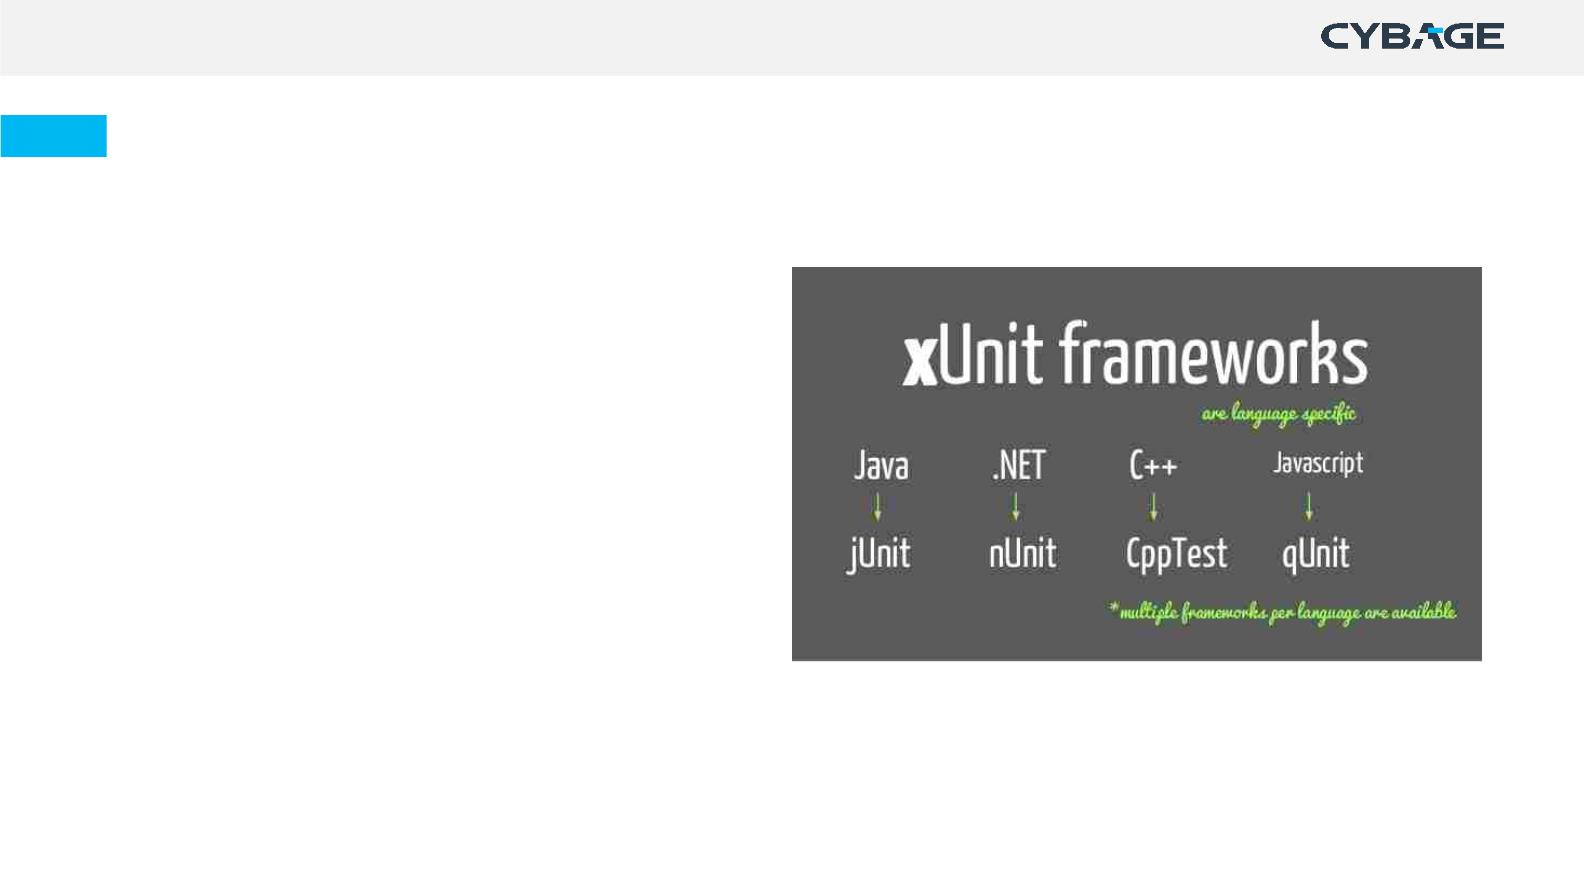 CYBAGE
xUnit frameworks
are language specific
Java .NET C++ Javascript
jUnit nUnit CppTest qUnit
*multiple frameworks per language are available